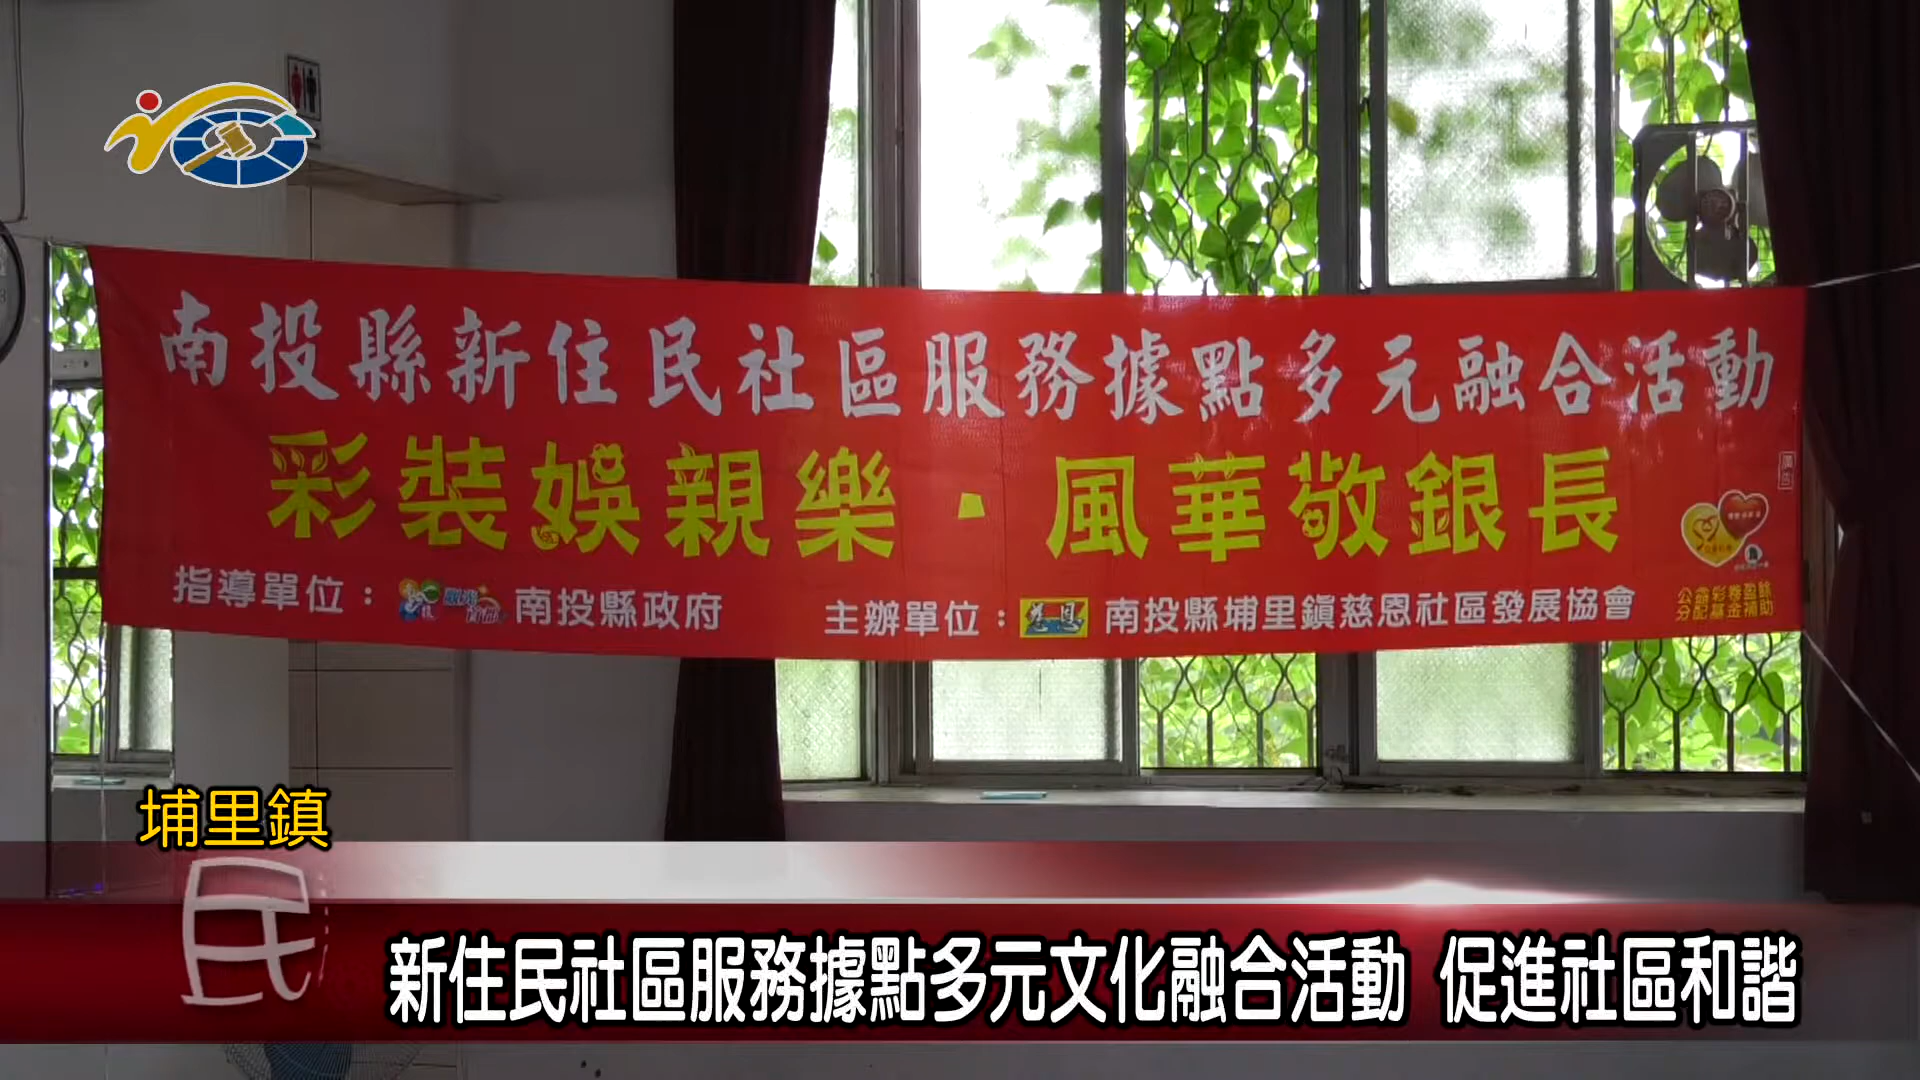 南投縣新住民社區服務據點多元融合活動
彩裝娛親樂·風華敬銀長
廣告
指導單位： 南投縣政府 主辦單位： 慈恩 南投縣埔里鎮慈恩社區發展協會
公益彩券盈餘
分配基金補助
埔里鎮
民
新住民社區服務據點多元文化融合活動 促進社區和諧